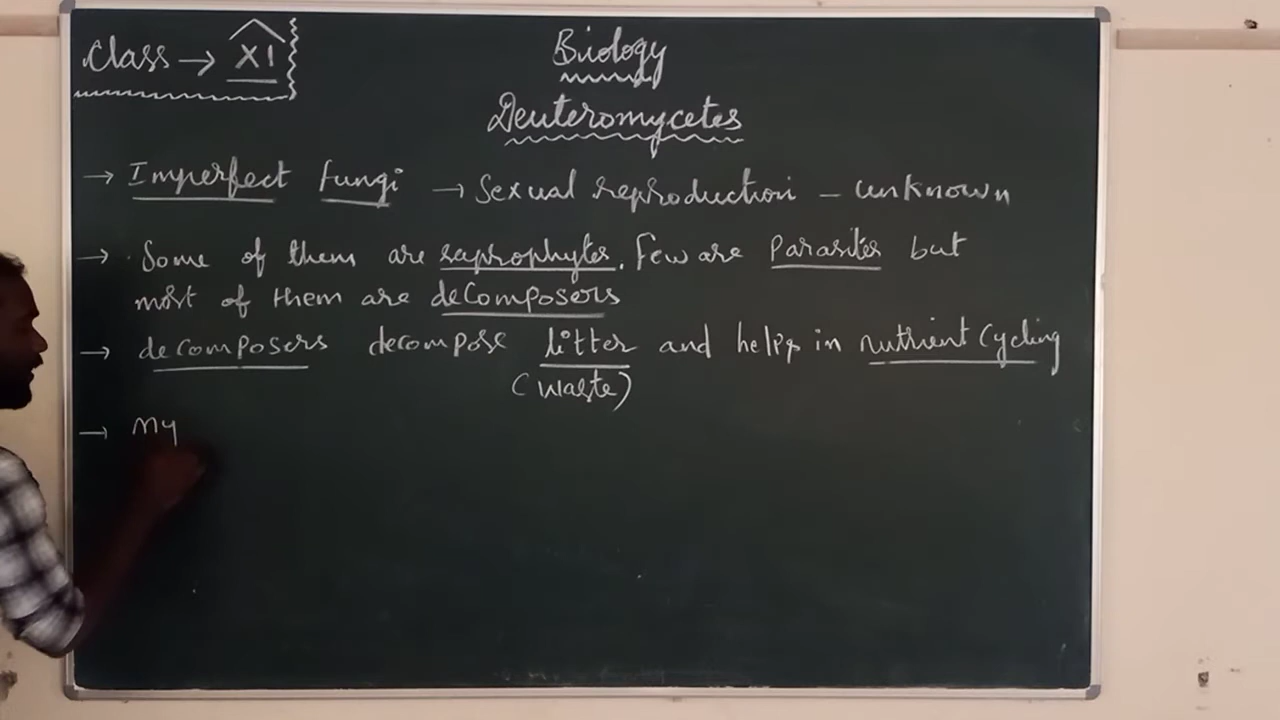 Class → XI
Biology
Deuteromycetes
→ Imperfect fungi → Sexual reproduction - unknown
→ Some of them are saprophytes. Few are Parasites but
most of them are decomposers
→ decomposers decompose litter and helps in nutrient Cycling
(waste)
→ My